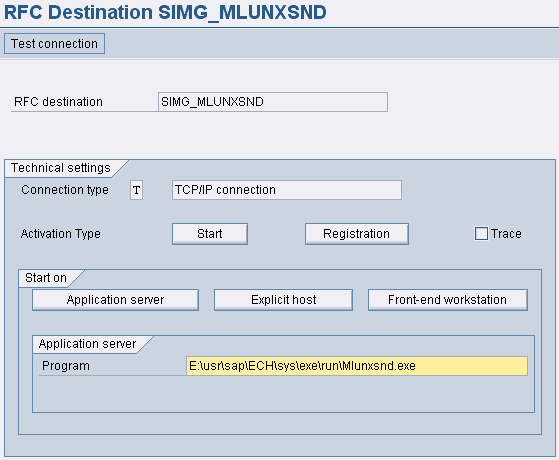 RFC Destination SIMG_MLUNXSND
Test connection
RFC destination SIMG_MLUNXSND
Technical settings
Connection type T TCP/IP connection
Activation Type Start Registration Trace
Start on
Application server Explicit host Front-end workstation
Application server
Program E:\usr\sap\ECH\sys\exe\run\Mlunxsnd.exe